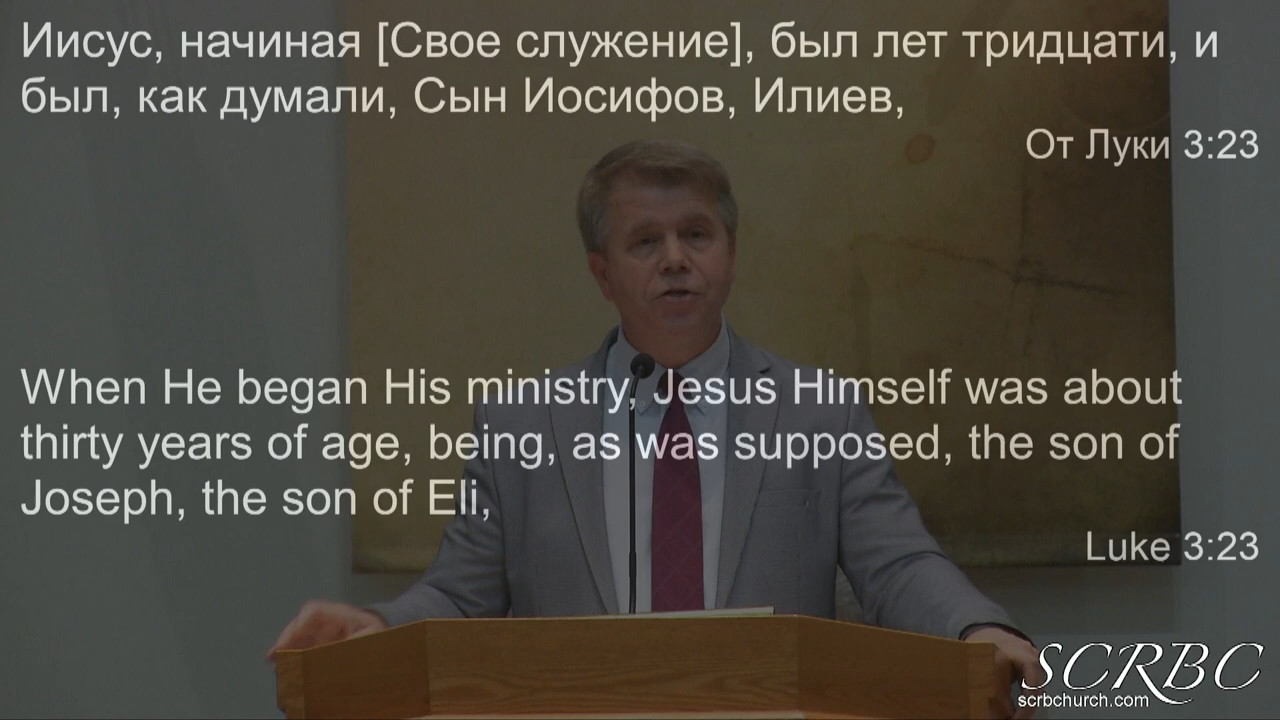 Иисус, начиная [Свое служение], был лет тридцати, и
был, как думали, Сын Иосифов, Илиев,
От Луки 3:23
When He began His ministry, Jesus Himself was about
thirty years of age, being, as was supposed, the son of
Joseph, the son of Eli,
Luke 3:23
SCRBC
scrbchurch.com